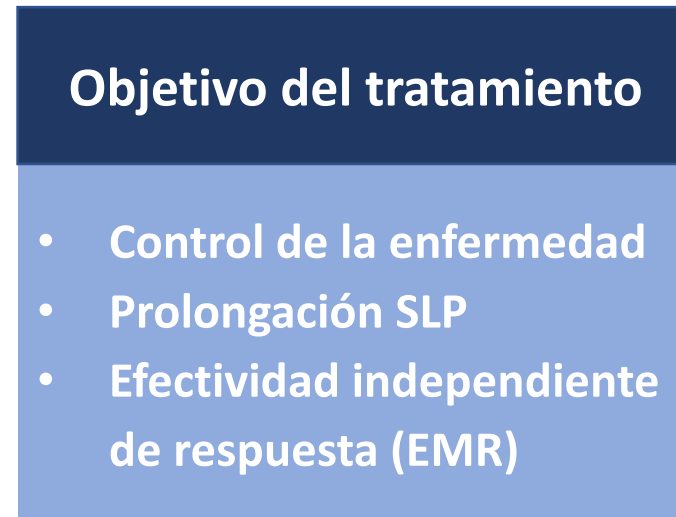 Objetivo del tratamiento
• Control de la enfermedad
• Prolongación SLP
• Efectividad independiente
de respuesta (EMR)